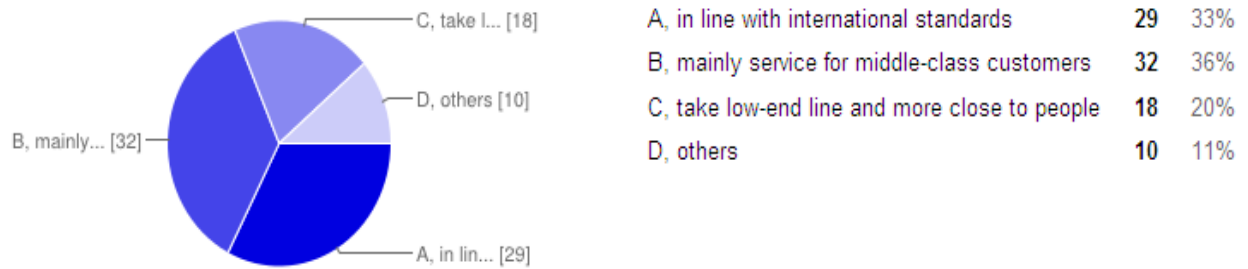 C, take l... [18]
D, others [10]
B, mainly... [32]
A, in lin... [29]
A, in line with international standards 29 33%
B, mainly service for middle-class customers 32 36%
C, take low-end line and more close to people 18 20%
D, others 10 11%